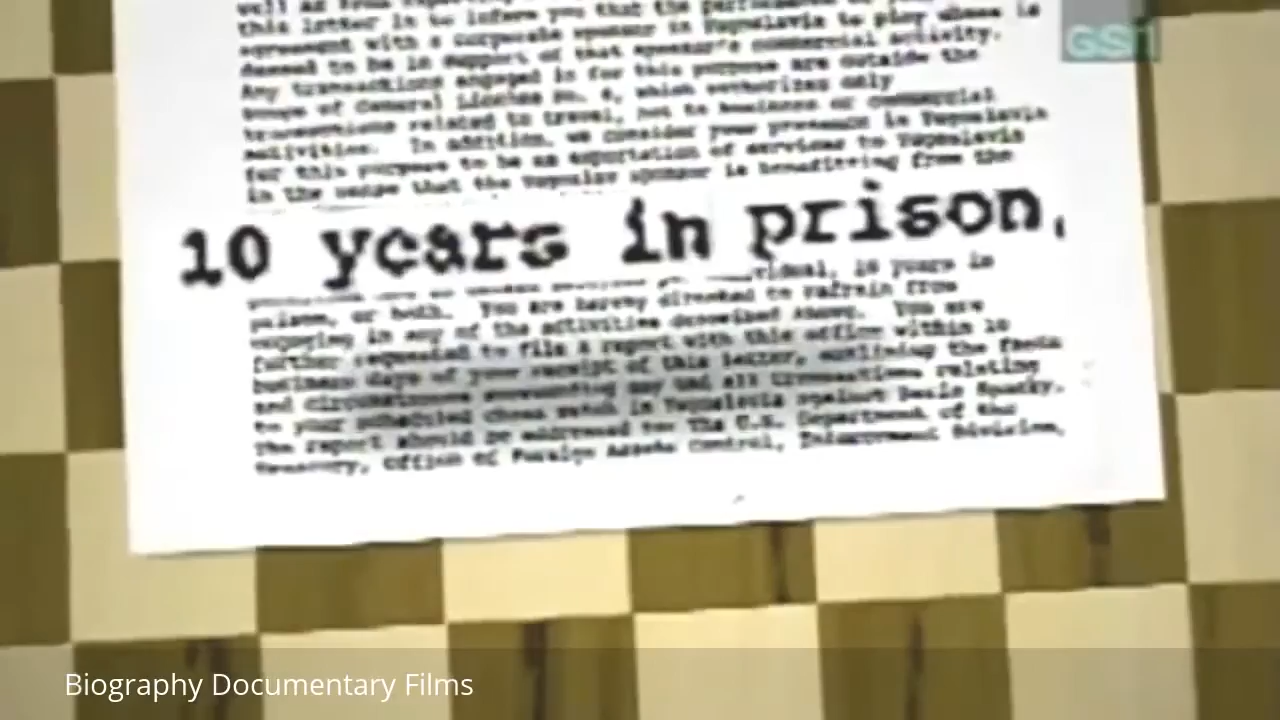 this letter is to inform you that the
agreement with a corporate sponsor in Yugoslavia to play chess is
deemed to be in support of that sponsor's commercial activity.
Any transactions engaged in for this purpose are outside the
scope of General License No. 6, which authorizes only
transactions related to travel, not to business or commercial
activities. In addition, we consider your presence in Yugoslavia
for this purpose to be an exportation of services to Yugoslavia
in the sense that the Yugoslav sponsor is benefitting from the
10 years in prison,
10 years in
prison, or both. You are hereby directed to refrain from
engaging in any of the activities described above. You are
further requested to file a report with this office within 10
business days of your receipt of this letter, outlining the facts
and circumstances surrounding any and all transactions relating
to your scheduled chess match in Yugoslavia against
The report should be addressed to: The U.S. Department of the
Treasury, Office of Foreign Assets Control, Enforcement Division,
GSN
Biography Documentary Films